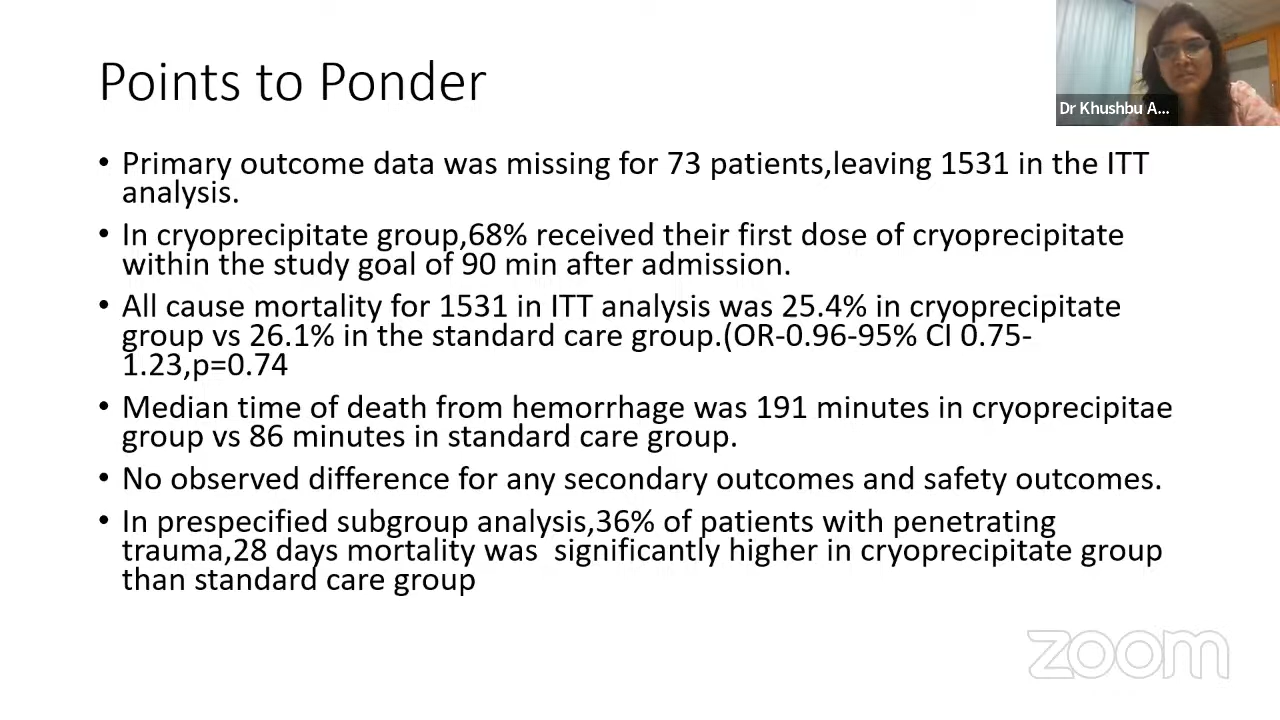 Points to Ponder
Dr Khushbu A...
• Primary outcome data was missing for 73 patients,leaving 1531 in the ITT
analysis.
• In cryoprecipitate group,68% received their first dose of cryoprecipitate
within the study goal of 90 min after admission.
• All cause mortality for 1531 in ITT analysis was 25.4% in cryoprecipitate
group vs 26.1% in the standard care group.(OR-0.96-95% CI 0.75-
1.23,p=0.74
• Median time of death from hemorrhage was 191 minutes in cryoprecipitae
group vs 86 minutes in standard care group.
• No observed difference for any secondary outcomes and safety outcomes.
• In prespecified subgroup analysis,36% of patients with penetrating
trauma,28 days mortality was  significantly higher in cryoprecipitate group
than standard care group
zoom